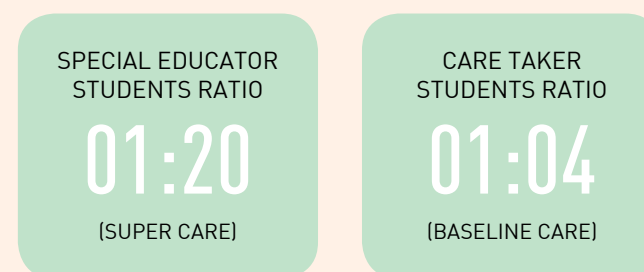 SPECIAL EDUCATOR
STUDENTS RATIO
01:20
(SUPER CARE)
CARE TAKER
STUDENTS RATIO
01:04
(BASELINE CARE)